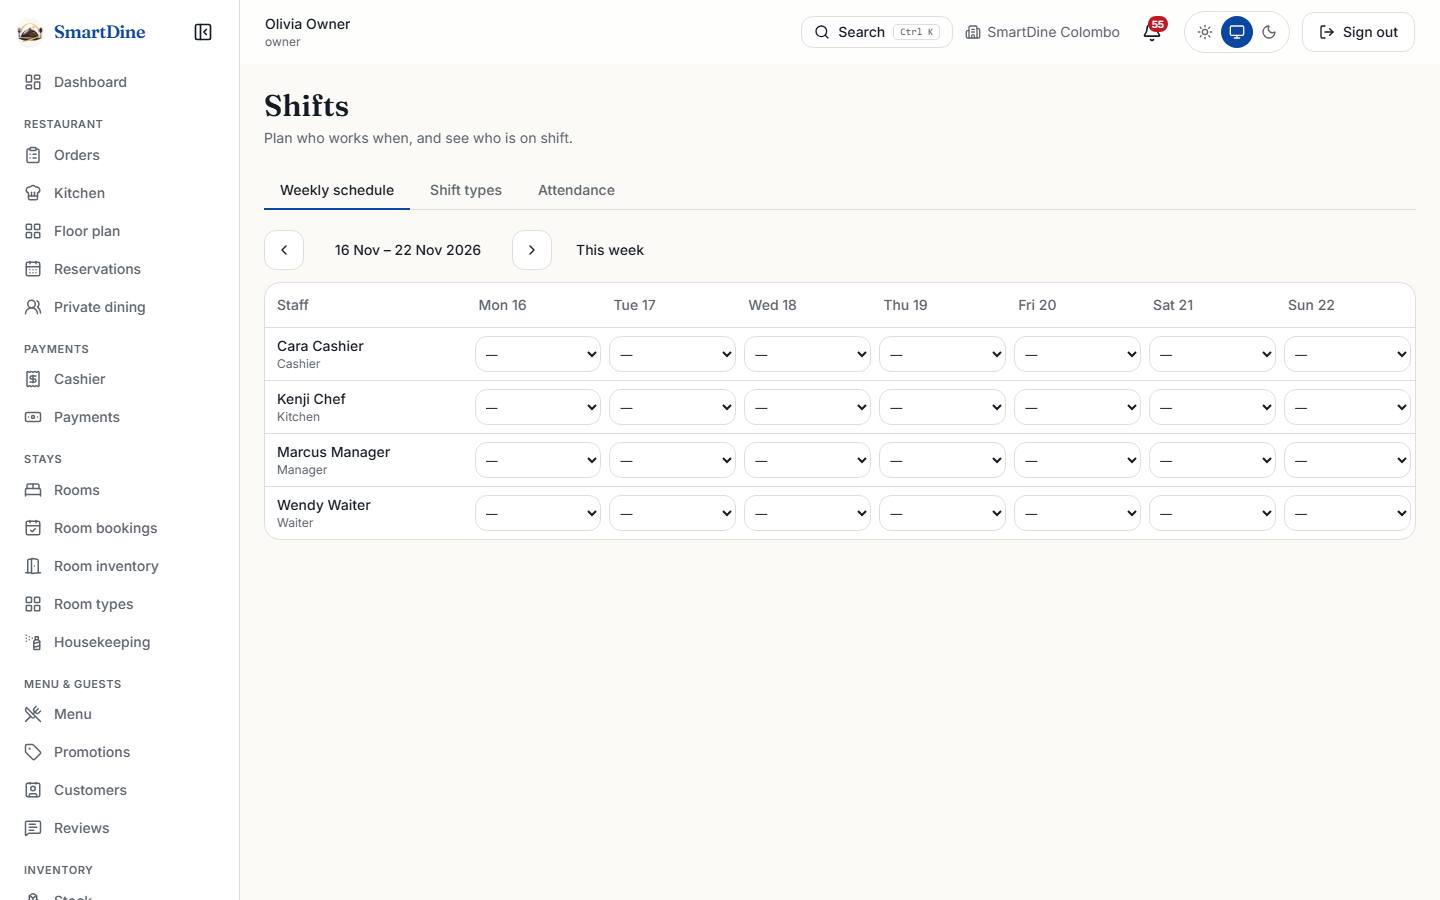 SmartDine
Dashboard
RESTAURANT
Orders
Kitchen
Floor plan
Reservations
Private dining
PAYMENTS
Cashier
Payments
STAYS
Rooms
Room bookings
Room inventory
Room types
Housekeeping
MENU & GUESTS
Menu
Promotions
Customers
Reviews
INVENTORY
Stock
Olivia Owner
owner
Search Ctrl K
SmartDine Colombo
55
Sign out
Shifts
Plan who works when, and see who is on shift.
Weekly schedule Shift types Attendance
16 Nov – 22 Nov 2026 This week
Staff Mon 16 Tue 17 Wed 18 Thu 19 Fri 20 Sat 21 Sun 22
Cara Cashier
Cashier
— — — — — — —
Kenji Chef
Kitchen
— — — — — — —
Marcus Manager
Manager
— — — — — — —
Wendy Waiter
Waiter
— — — — — — —